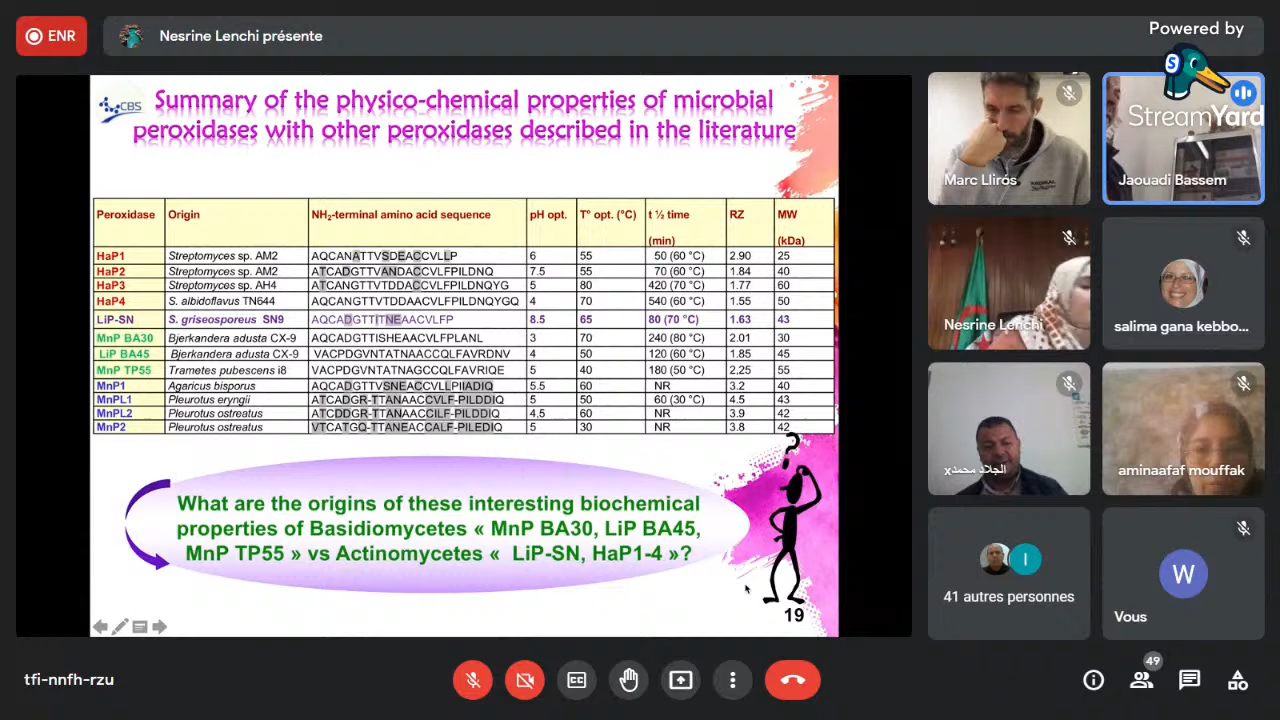 ENR
Nesrine Lenchi présente
Powered by
StreamYard
CBS
Summary of the physico-chemical properties of microbial
peroxidases with other peroxidases described in the literature
Peroxidase Origin NH2-terminal amino acid sequence pH opt. T° opt. (°C) t ½ time (min) RZ MW (kDa)
HaP1 Streptomyces sp. AM2 AQCANATTVSDEACCVLLP 6 55 50 (60 °C) 2.90 25
HaP2 Streptomyces sp. AM2 ATCADGTTVANDACCVLFPILDNQ 7.5 55 70 (60 °C) 1.84 40
HaP3 Streptomyces sp. AH4 ATCANGTTVTDDACCVLFPILDNQYG 5 80 420 (70 °C) 1.77 60
HaP4 S. albidoflavus TN644 AQCANGTTVTDDAACVLFPILDNQYGQ 4 70 540 (60 °C) 1.55 50
LiP-SN S. griseosporeus SN9 AQCADGTTITNEAACVLFP 8.5 65 80 (70 °C) 1.63 43
MnP BA30 Bjerkandera adusta CX-9 AQCADGTTISHEAACVLFPLANL 3 70 240 (80 °C) 2.01 30
LiP BA45 Bjerkandera adusta CX-9 VACPDGVNTATNAACCQLFAVRDNV 4 50 120 (60 °C) 1.85 45
MnP TP55 Trametes pubescens i8 VACPDGVNTATNAGCCRLFAVRIQE 5 40 180 (50 °C) 2,25 55
MnP1 Agaricus bisporus AQCADGTTVSNEACCVLLPIIADIQ 5.5 60 NR 3.2 40
MnPL1 Pleurotus eryngii ATCADGR-TTANAACCVLF-PILDDIQ 5 50 60 (30 °C) 4.5 43
MnPL2 Pleurotus ostreatus ATCDDGR-TTANAACCILF-PILDDIQ 4,5 60 NR 3.9 42
MnP2 Pleurotus ostreatus VTCATGQ-TTANEACCALF-PILEDIQ 5 30 NR 3.8 42
What are the origins of these interesting biochemical
properties of Basidiomycetes « MnP BA30, LiP BA45,
MnP TP55 » vs Actinomycetes « LiP-SN, HaP1-4 »?
?
19
Marc Llirós
Jaouadi Bassem
Nesrine Lenchi
salima gana kebbo...
الجلاد محمدx
aminaafaf mouffak
I
41 autres personnes
W
Vous
tfi-nnfh-rzu
CC
49